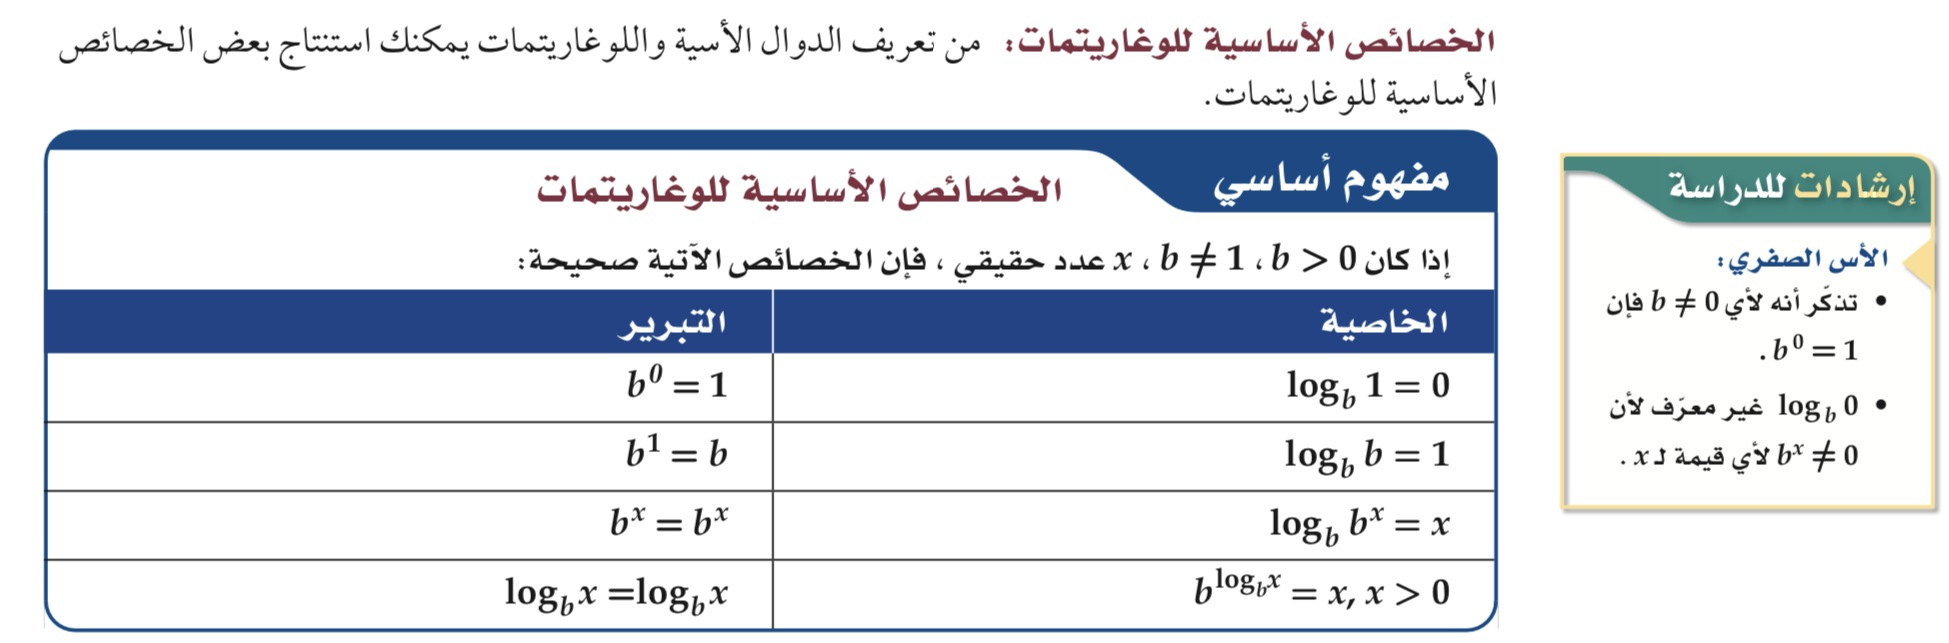 الخصائص الأساسية للوغاريتمات: من تعريف الدوال الأسية واللوغاريتمات يمكنك استنتاج بعض الخصائص
الأساسية للوغاريتمات.
مفهوم أساسي
الخصائص الأساسية للوغاريتمات
إذا كان b > 0 ، b ≠ 1 ، x عدد حقيقي ، فإن الخصائص الآتية صحيحة:
الخاصية التبرير
log_b 1 = 0 b^0 = 1
log_b b = 1 b^1 = b
log_b b^x = x b^x = b^x
b^{log_b x} = x, x > 0 log_b x = log_b x
إرشادات للدراسة
الأس الصفري:
• تذكّر أنه لأي b ≠ 0 فإن
b^0 = 1 .
• log_b 0 غير معرّف لأن
b^x ≠ 0 لأي قيمة لـ x .